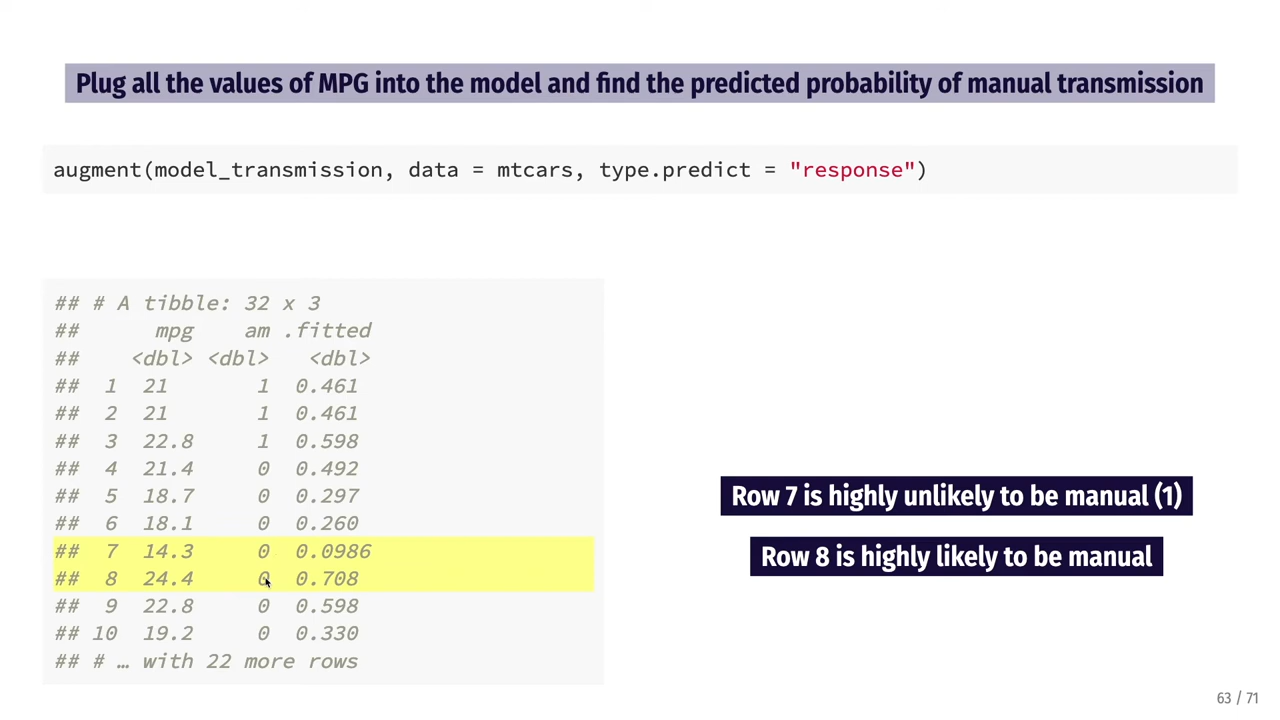 Plug all the values of MPG into the model and find the predicted probability of manual transmission
augment(model_transmission, data = mtcars, type.predict = "response")
## # A tibble: 32 x 3
##      mpg    am .fitted
##    <dbl> <dbl>   <dbl>
##  1  21       1  0.461
##  2  21       1  0.461
##  3  22.8     1  0.598
##  4  21.4     0  0.492
##  5  18.7     0  0.297
##  6  18.1     0  0.260
##  7  14.3     0  0.0986
##  8  24.4     0  0.708
##  9  22.8     0  0.598
## 10  19.2     0  0.330
## # … with 22 more rows
Row 7 is highly unlikely to be manual (1)
Row 8 is highly likely to be manual
63 / 71